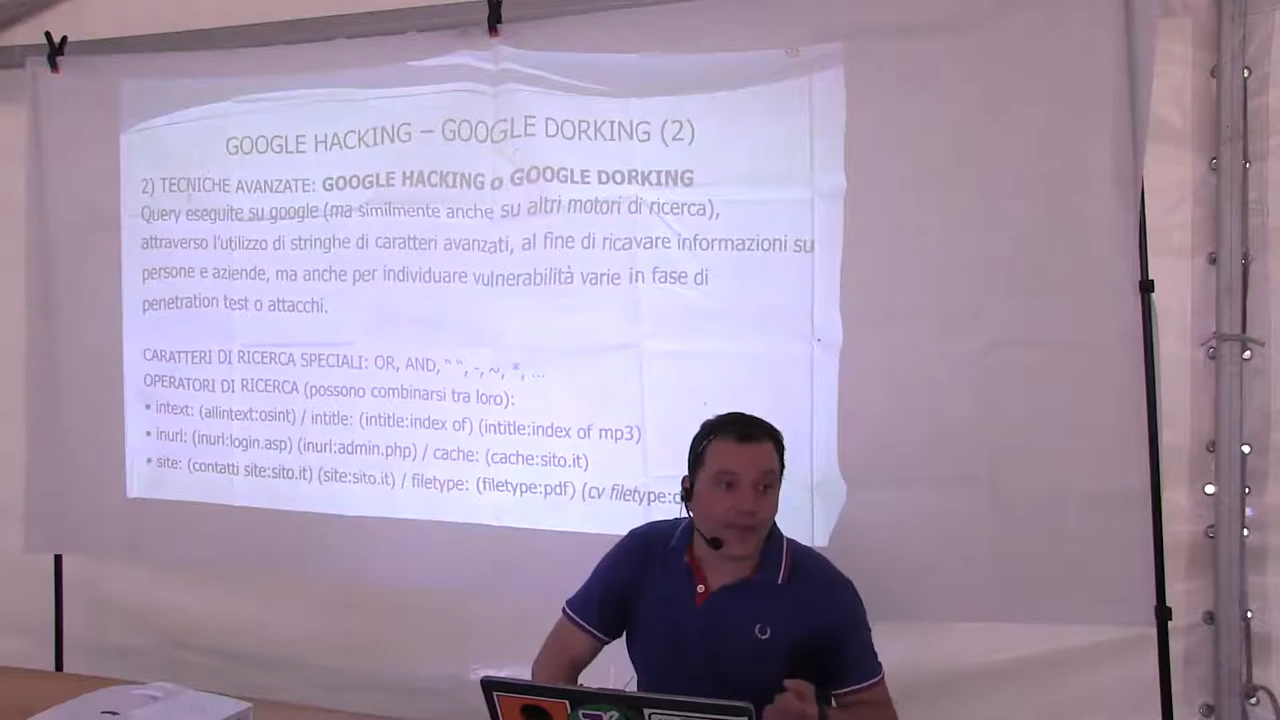 GOOGLE HACKING – GOOGLE DORKING (2)
2) TECNICHE AVANZATE: GOOGLE HACKING o GOOGLE DORKING
Query eseguite su google (ma similmente anche su altri motori di ricerca),
attraverso l'utilizzo di stringhe di caratteri avanzati, al fine di ricavare informazioni su
persone e aziende, ma anche per individuare vulnerabilità varie in fase di
penetration test o attacchi.
CARATTERI DI RICERCA SPECIALI: OR, AND, " ", -, ~, *, ...
OPERATORI DI RICERCA (possono combinarsi tra loro):
• intext: (allintext:osint) / intitle: (intitle:index of) (intitle:index of mp3)
• inurl: (inurl:login.asp) (inurl:admin.php) / cache: (cache:sito.it)
• site: (contatti site:sito.it) (site:sito.it) / filetype: (filetype:pdf) (cv